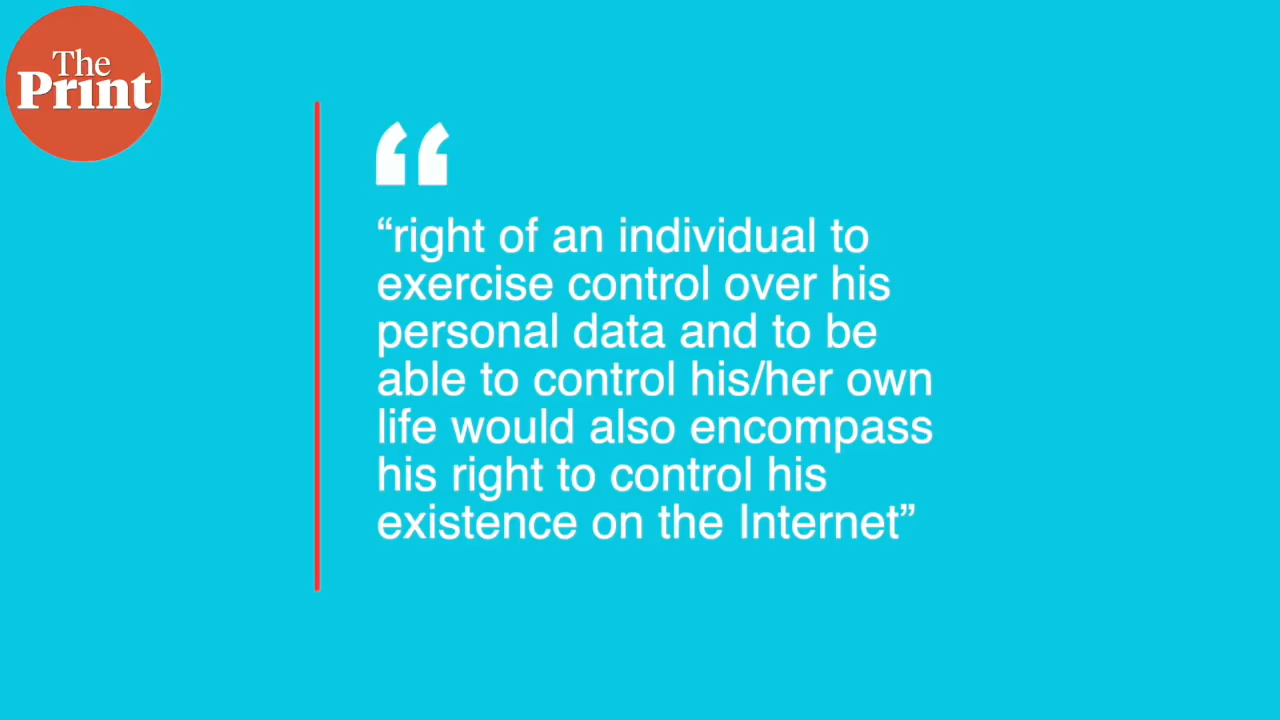 The
Print
“
“right of an individual to
exercise control over his
personal data and to be
able to control his/her own
life would also encompass
his right to control his
existence on the Internet”